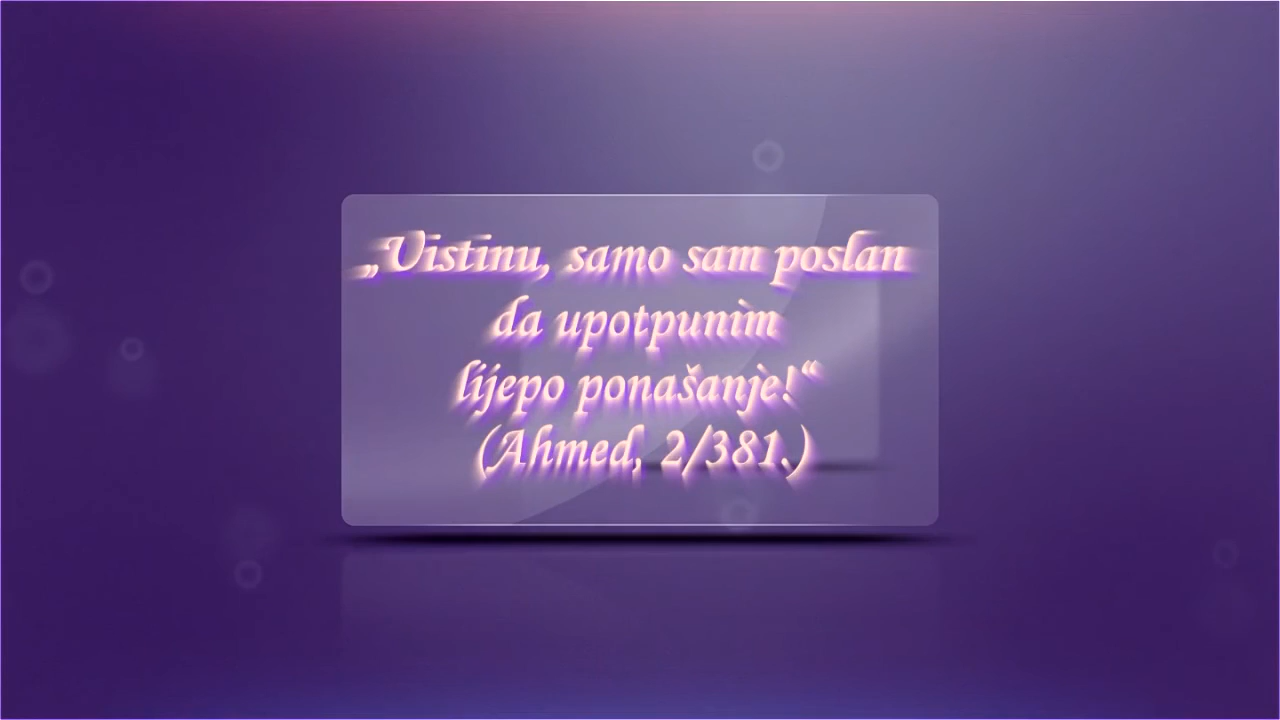 „Uistinu, samo sam poslan
da upotpunim
lijepo ponašanje!“
(Ahmed, 2/381.)